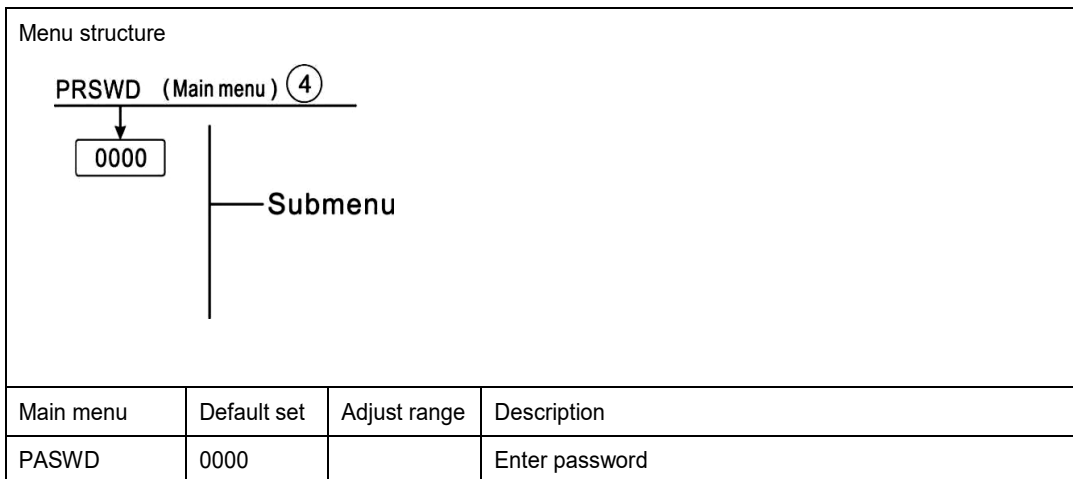 Menu structure
PRSWD (Main menu) 4
0000
Submenu
Main menu Default set Adjust range Description
PASWD 0000 Enter password